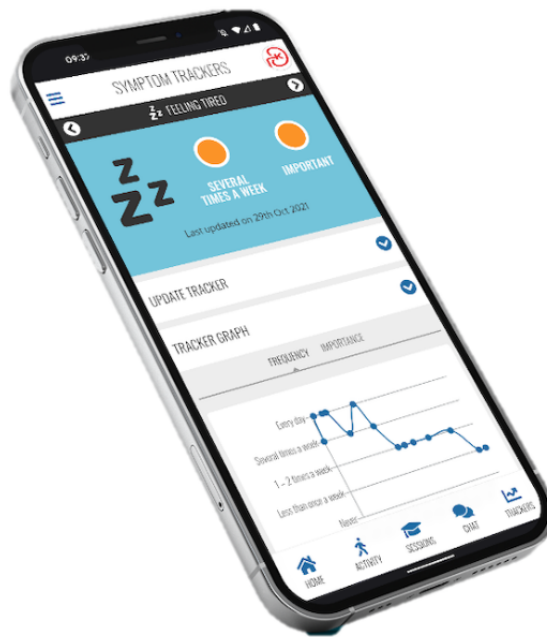 09:35
SYMPTOM TRACKERS
FEELING TIRED
SEVERAL
TIMES A WEEK
IMPORTANT
Last updated on 29th Oct 2021
UPDATE TRACKER
TRACKER GRAPH
FREQUENCY IMPORTANCE
Every day
Several times a week
1 – 2 times a week
Less than once a week
Never
HOME
ACTIVITY
SESSIONS
CHAT
TRACKERS